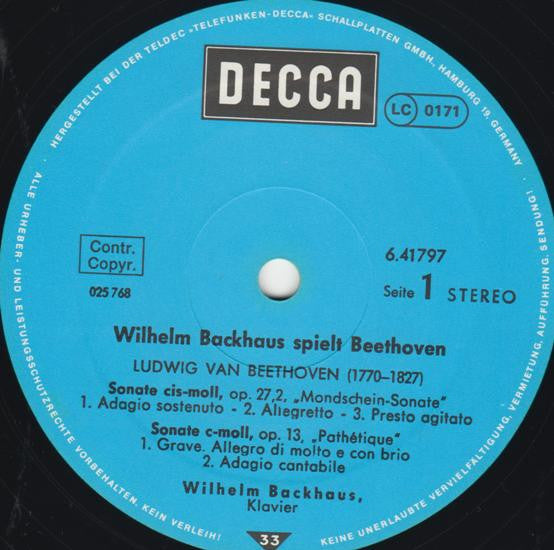 HERGESTELLT BEI DER TELDEC »TELEFUNKEN-DECCA« SCHALLPLATTEN GMBH, HAMBURG 19, GERMANY · ALLE URHEBER- UND LEISTUNGSSCHUTZRECHTE VORBEHALTEN. KEIN VERLEIH! KEINE UNERLAUBTE VERVIELFÄLTIGUNG, VERMIETUNG, AUFFÜHRUNG, SENDUNG!
DECCA
LC 0171
Contr.
Copyr.
6.41797
025 768
Seite 1 STEREO
Wilhelm Backhaus spielt Beethoven
LUDWIG VAN BEETHOVEN (1770–1827)
Sonate cis-moll, op. 27,2, „Mondschein-Sonate“
1. Adagio sostenuto - 2. Allegretto - 3. Presto agitato
Sonate c-moll, op. 13, „Pathétique“
1. Grave. Allegro di molto e con brio
2. Adagio cantabile
Wilhelm Backhaus,
Klavier
33